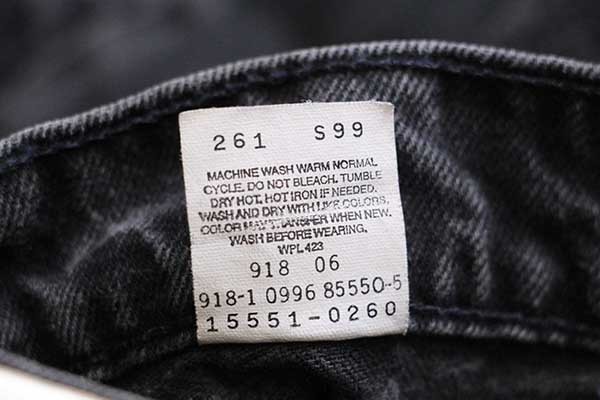 261 S99
MACHINE WASH WARM NORMAL
CYCLE. DO NOT BLEACH. TUMBLE
DRY HOT. HOT IRON IF NEEDED.
WASH AND DRY WITH LIKE COLORS.
COLOR MAY TRANSFER WHEN NEW.
WASH BEFORE WEARING.
WPL 423
918 06
918-1 0996 85550-5
15551-0260